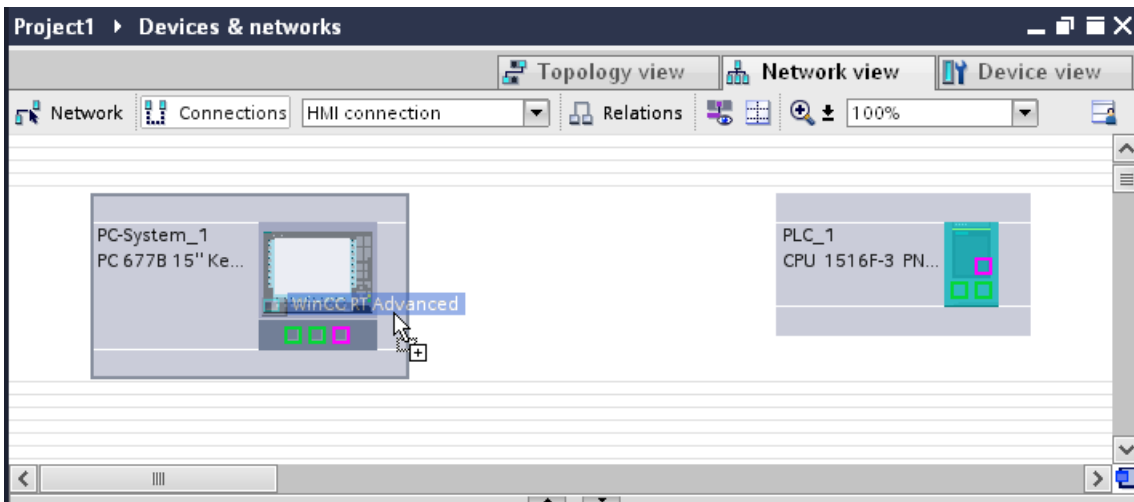 Project1 ▸ Devices & networks
Topology view Network view Device view
Network Connections HMI connection Relations 100%
PC-System_1
PC 677B 15" Ke...
WinCC RT Advanced
PLC_1
CPU 1516F-3 PN...